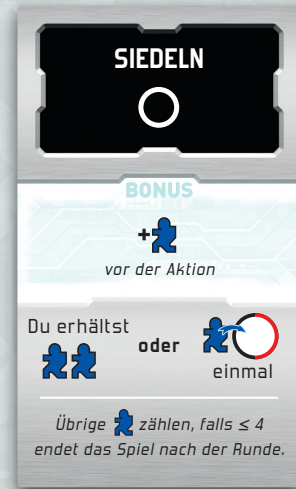 SIEDELN
BONUS
+
vor der Aktion
Du erhältst
oder
einmal
Übrige zählen, falls ≤ 4
endet das Spiel nach der Runde.